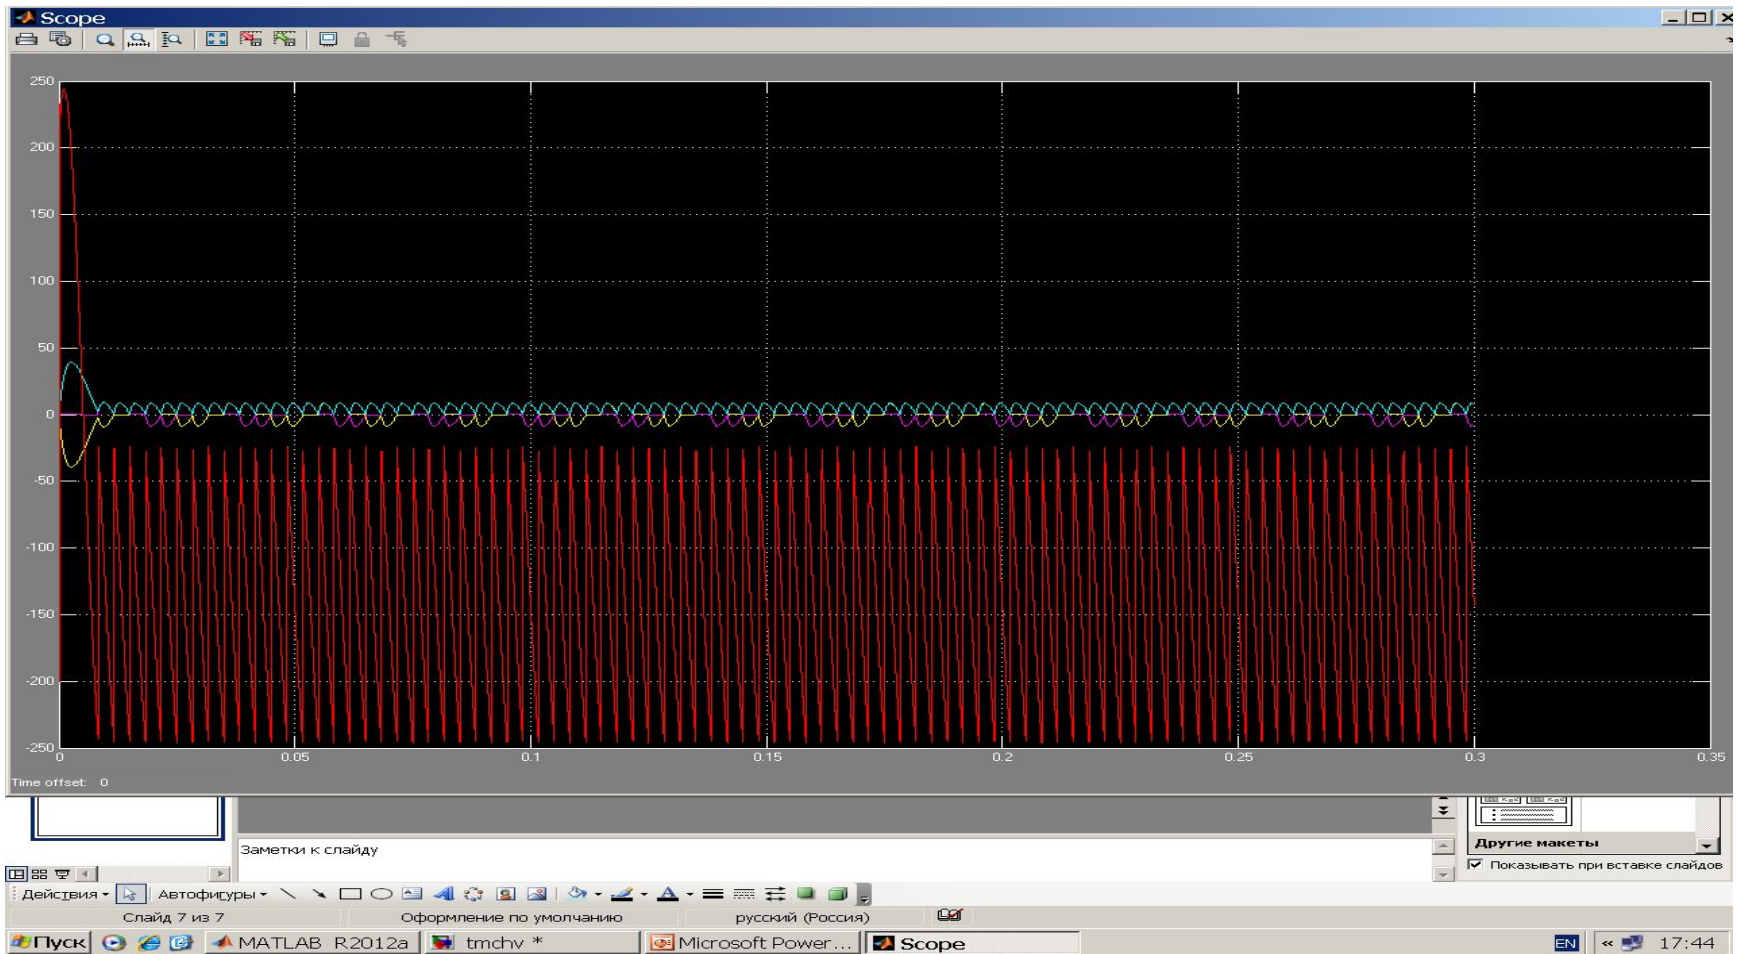 Scope
250
200
150
100
50
0
-50
-100
-150
-200
-250
0 0.05 0.1 0.15 0.2 0.25 0.3 0.35
Time offset: 0
Заметки к слайду
Другие макеты
Показывать при вставке слайдов
Действия Автофигуры
Слайд 7 из 7 Оформление по умолчанию русский (Россия)
Пуск MATLAB R2012a tmchv * Microsoft Power... Scope EN « 17:44